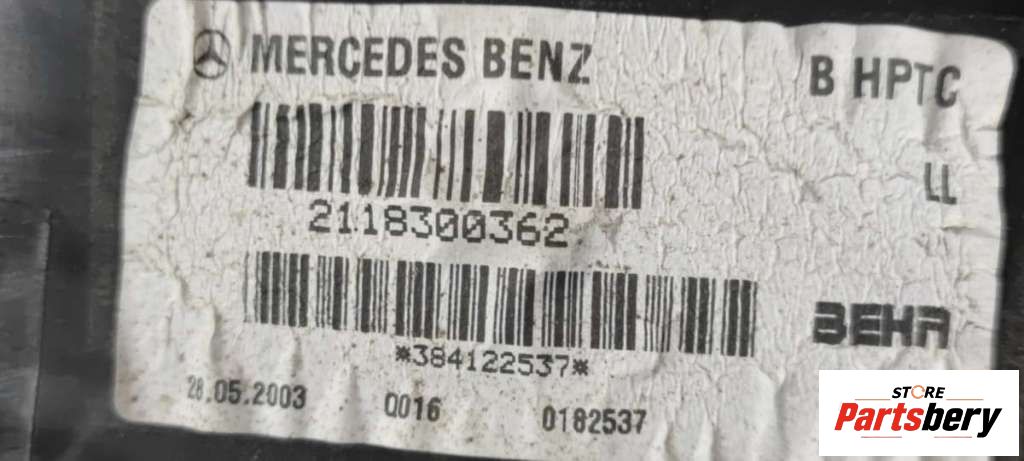 MERCEDES BENZ B HPTC
LL
2118300362
BEHR
*384122537*
28.05.2003 Q016 0182537
STORE
Partsbery